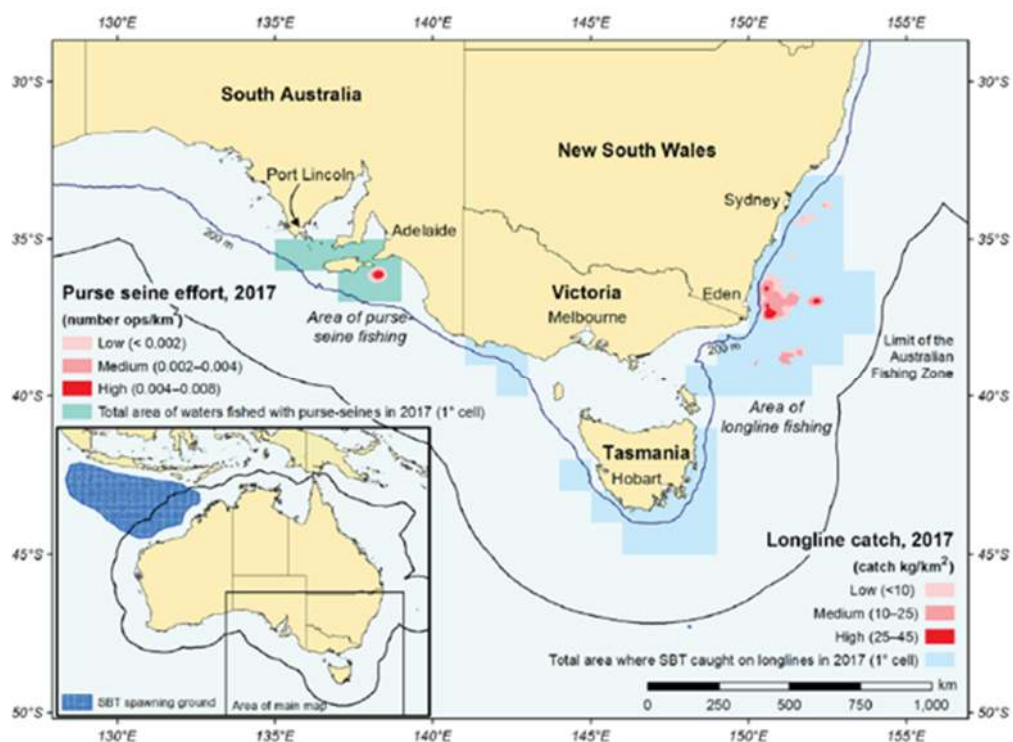 130°E 135°E 140°E 145°E 150°E 155°E
30°S 30°S
South Australia
New South Wales
Port Lincoln
Sydney
Adelaide
35°S 35°S
200 m
Purse seine effort, 2017
(number ops/km²)
Low (< 0.002)
Medium (0.002–0.004)
High (0.004–0.008)
Total area of waters fished with purse-seines in 2017 (1° cell)
Area of purse-
seine fishing
Victoria
Melbourne
Eden
200 m
Limit of the
Australian
Fishing Zone
40°S 40°S
Area of
longline fishing
Tasmania
Hobart
45°S 45°S
Longline catch, 2017
(catch kg/km²)
Low (<10)
Medium (10–25)
High (25–45)
Total area where SBT caught on longlines in 2017 (1° cell)
km
0 250 500 750 1,000
SBT spawning ground
Area of main map
50°S 50°S
130°E 135°E 140°E 145°E 150°E 155°E